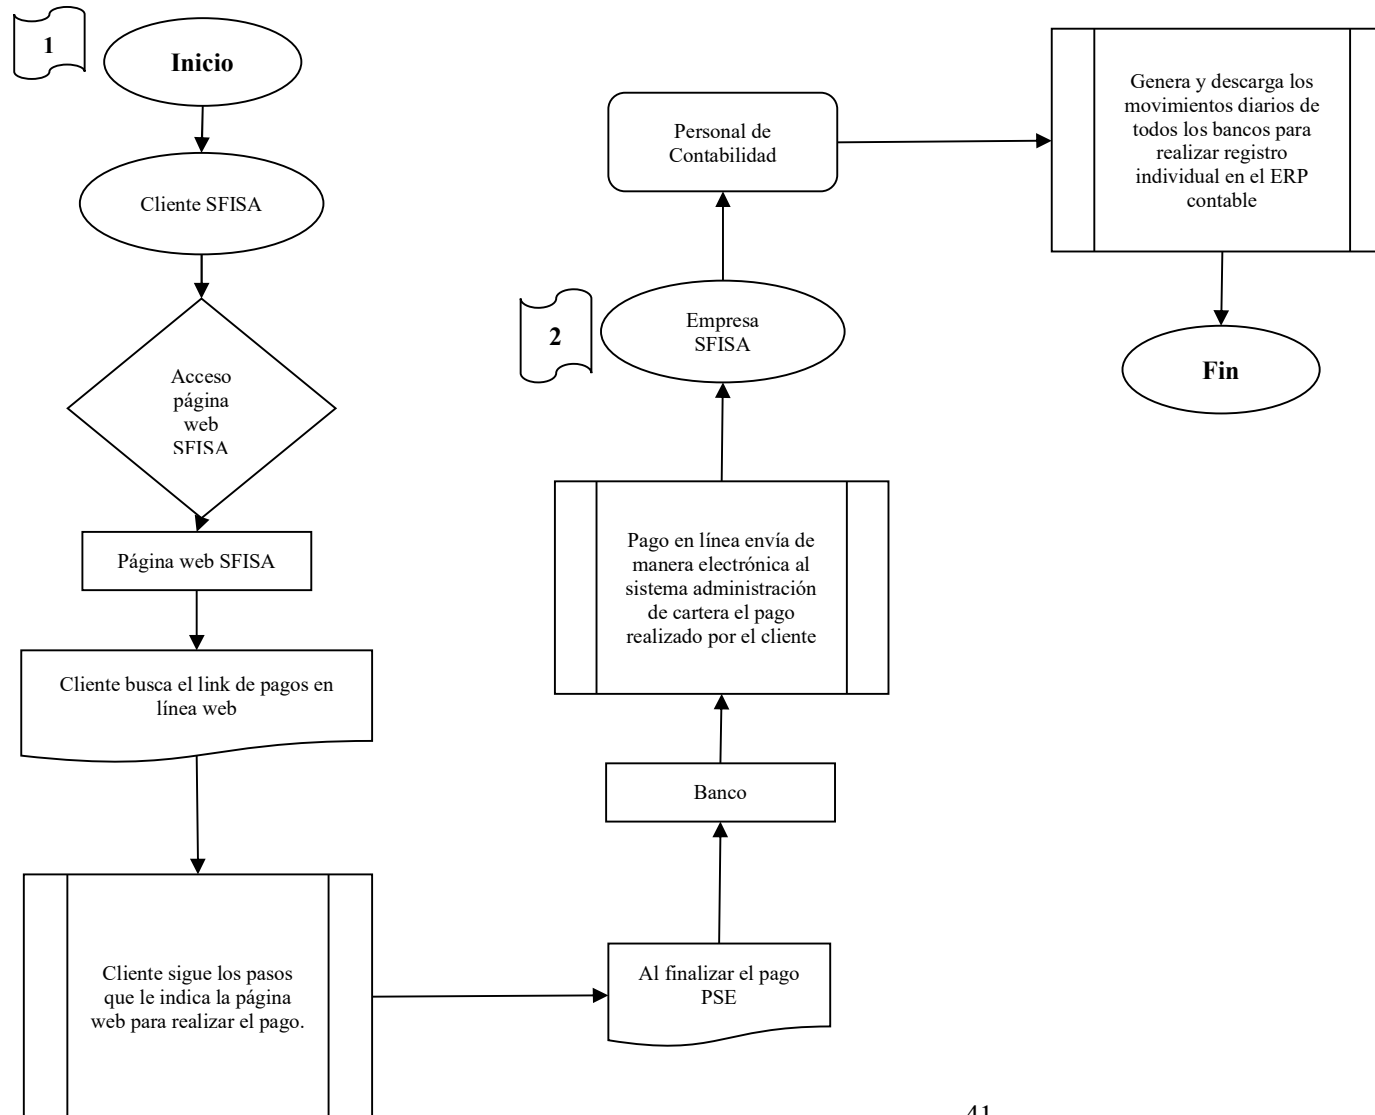 1
Inicio
Cliente SFISA
Acceso
página
web
SFISA
Página web SFISA
Cliente busca el link de pagos en
línea web
Cliente sigue los pasos
que le indica la página
web para realizar el pago.
Al finalizar el pago
PSE
Banco
Pago en línea envía de
manera electrónica al
sistema administración
de cartera el pago
realizado por el cliente
2
Empresa
SFISA
Personal de
Contabilidad
Genera y descarga los
movimientos diarios de
todos los bancos para
realizar registro
individual en el ERP
contable
Fin
41